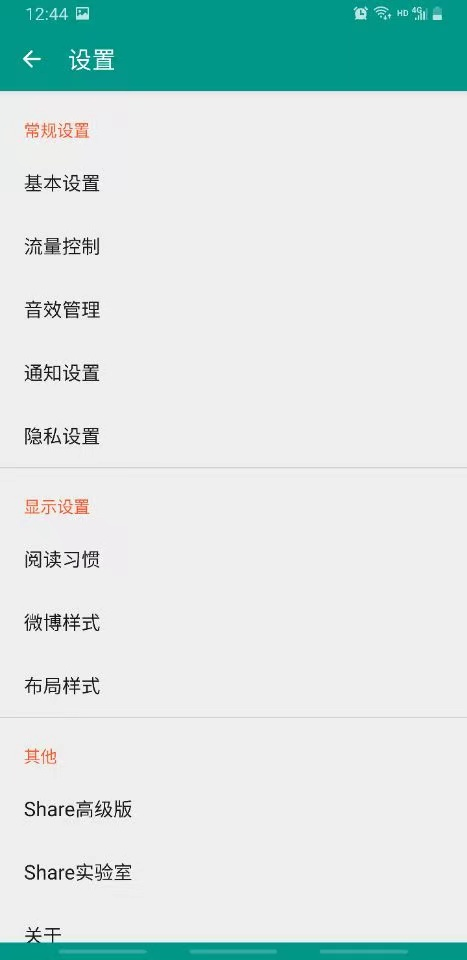 12:44 HD 4G
设置
常规设置
基本设置
流量控制
音效管理
通知设置
隐私设置
显示设置
阅读习惯
微博样式
布局样式
其他
Share高级版
Share实验室
关于